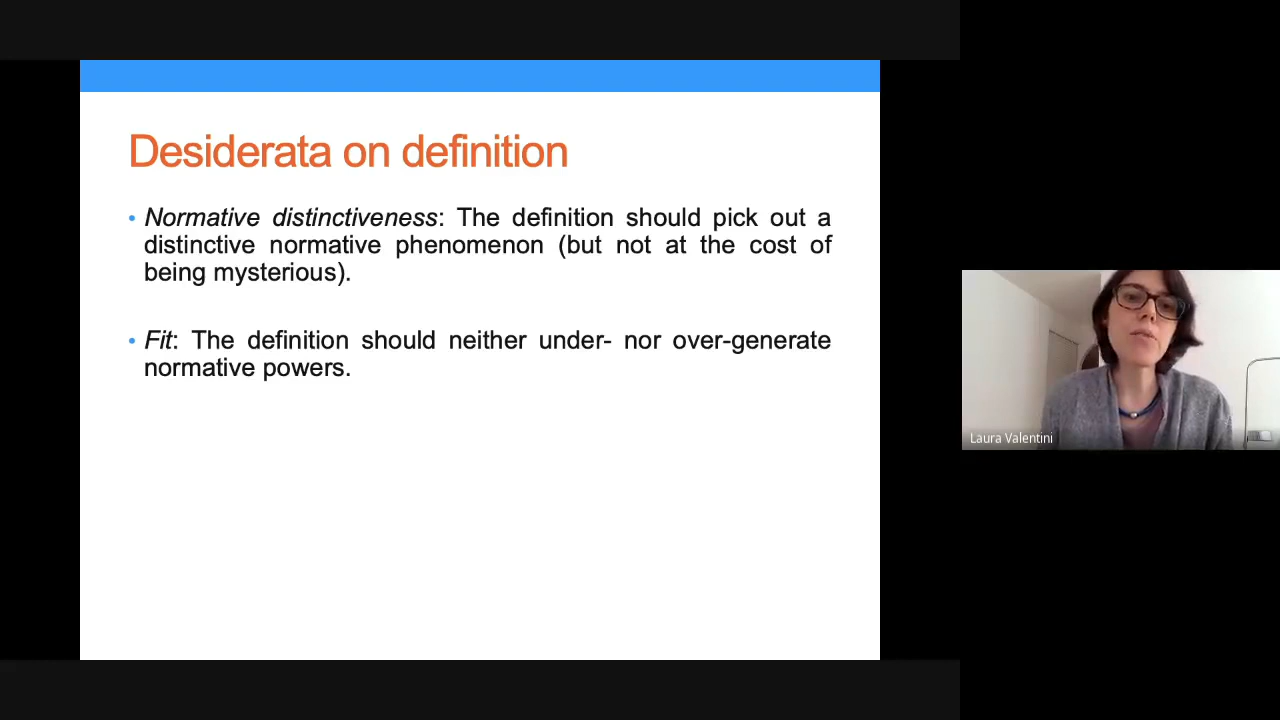 Desiderata on definition
• Normative distinctiveness: The definition should pick out a
distinctive normative phenomenon (but not at the cost of
being mysterious).
• Fit: The definition should neither under- nor over-generate
normative powers.
Laura Valentini